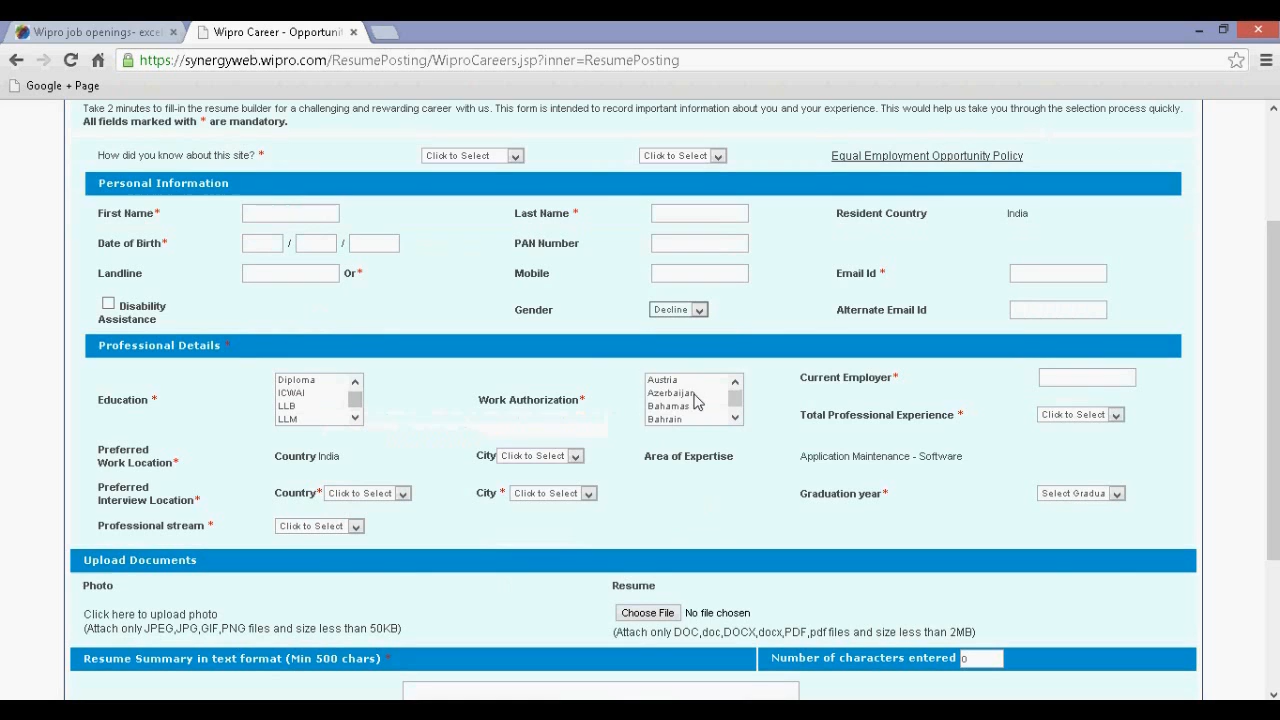 Wipro job openings- exce
Wipro Career - Opportuni
https://synergyweb.wipro.com/ResumePosting/WiproCareers.jsp?inner=ResumePosting
Google + Page
Take 2 minutes to fill-in the resume builder for a challenging and rewarding career with us. This form is intended to record important information about you and your experience. This would help us take you through the selection process quickly.
All fields marked with * are mandatory.
How did you know about this site? * Click to Select Click to Select Equal Employment Opportunity Policy
Personal Information
First Name* Last Name * Resident Country India
Date of Birth* / / PAN Number
Landline Or* Mobile Email Id *
Disability Assistance Gender Decline Alternate Email Id
Professional Details *
Education * Diploma ICWAI LLB LLM Work Authorization* Austria Azerbaijan Bahamas Bahrain Current Employer*
Total Professional Experience * Click to Select
Preferred Work Location* Country India City Click to Select Area of Expertise Application Maintenance - Software
Preferred Interview Location* Country* Click to Select City * Click to Select Graduation year* Select Gradua
Professional stream * Click to Select
Upload Documents
Photo Resume
Click here to upload photo Choose File No file chosen
(Attach only JPEG,JPG,GIF,PNG files and size less than 50KB) (Attach only DOC,doc,DOCX,docx,PDF,pdf files and size less than 2MB)
Resume Summary in text format (Min 500 chars) * Number of characters entered 0